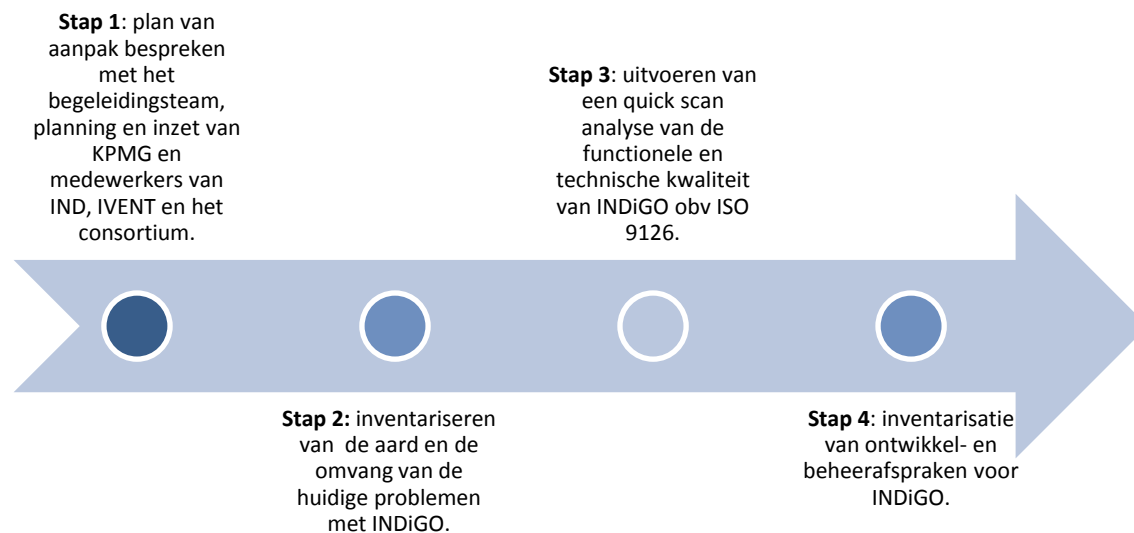 Stap 1: plan van
aanpak bespreken
met het
begeleidingsteam,
planning en inzet van
KPMG en
medewerkers van
IND, IVENT en het
consortium.
Stap 2: inventariseren
van de aard en de
omvang van de
huidige problemen
met INDiGO.
Stap 3: uitvoeren van
een quick scan
analyse van de
functionele en
technische kwaliteit
van INDiGO obv ISO
9126.
Stap 4: inventarisatie
van ontwikkel- en
beheerafspraken voor
INDiGO.